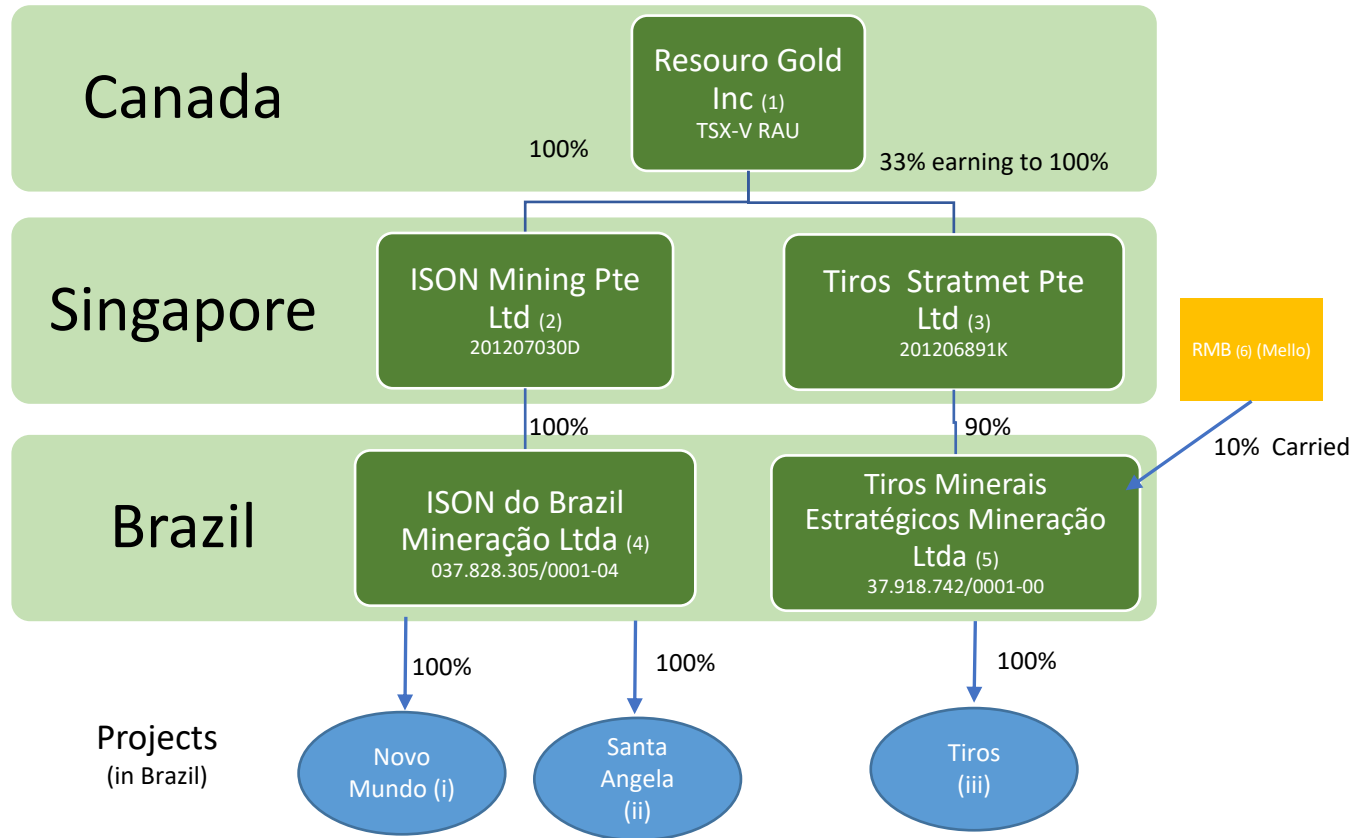 Canada
Resouro Gold
Inc (1)
TSX-V RAU
100%
33% earning to 100%
Singapore
ISON Mining Pte
Ltd (2)
201207030D
Tiros  Stratmet Pte
Ltd (3)
201206891K
RMB (6) (Mello)
100%
90%
10%  Carried
Brazil
ISON do Brazil
Mineração Ltda (4)
037.828.305/0001-04
Tiros Minerais
Estratégicos Mineração
Ltda (5)
37.918.742/0001-00
100%
100%
100%
Projects
(in Brazil)
Novo
Mundo (i)
Santa
Angela
(ii)
Tiros
(iii)